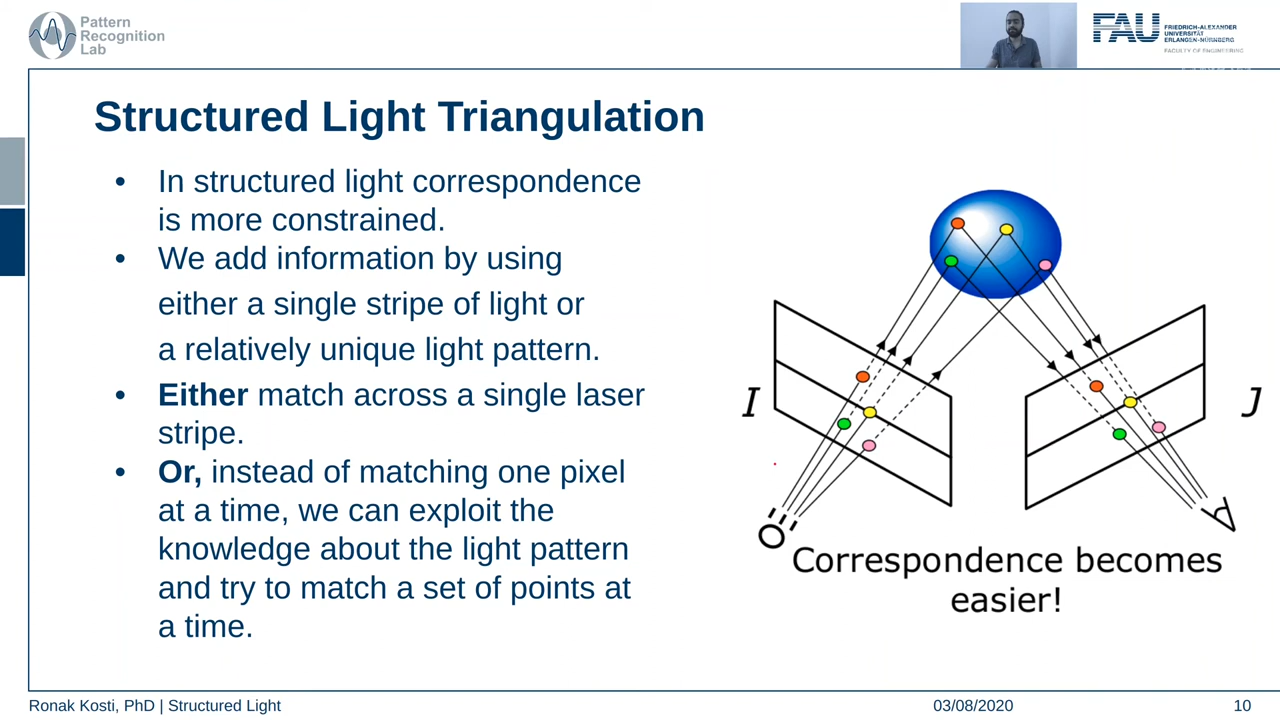 Pattern
Recognition
Lab
FAU
FRIEDRICH-ALEXANDER
UNIVERSITÄT
ERLANGEN-NÜRNBERG
FACULTY OF ENGINEERING
Structured Light Triangulation
• In structured light correspondence
is more constrained.
• We add information by using
either a single stripe of light or
a relatively unique light pattern.
• Either match across a single laser
stripe.
• Or, instead of matching one pixel
at a time, we can exploit the
knowledge about the light pattern
and try to match a set of points at
a time.
I
J
Correspondence becomes
easier!
Ronak Kosti, PhD | Structured Light
03/08/2020
10